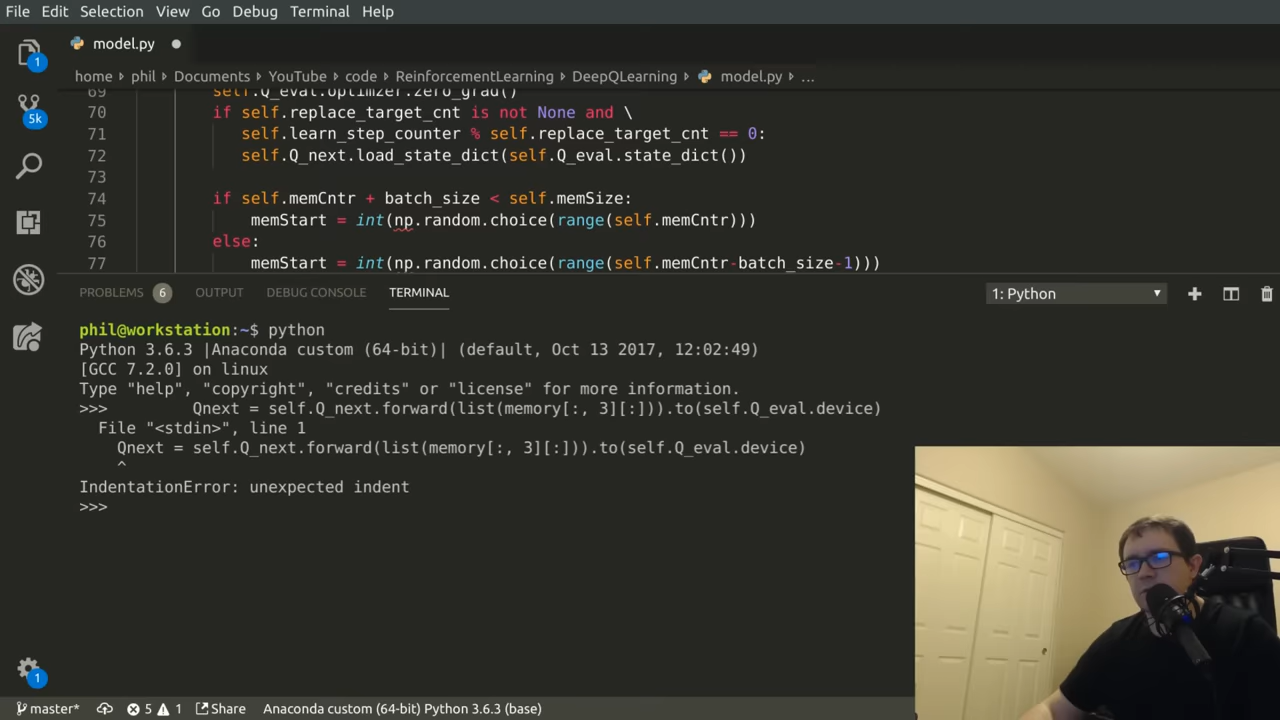 File Edit Selection View Go Debug Terminal Help
1
model.py
home phil Documents YouTube code ReinforcementLearning DeepQLearning model.py ...
5k
69 self.Q_eval.optimizer.zero_grad()
70 if self.replace_target_cnt is not None and \
71 self.learn_step_counter % self.replace_target_cnt == 0:
72 self.Q_next.load_state_dict(self.Q_eval.state_dict())
73
74 if self.memCntr + batch_size < self.memSize:
75 memStart = int(np.random.choice(range(self.memCntr)))
76 else:
77 memStart = int(np.random.choice(range(self.memCntr-batch_size-1)))
PROBLEMS 6 OUTPUT DEBUG CONSOLE TERMINAL 1: Python
phil@workstation:~$ python
Python 3.6.3 |Anaconda custom (64-bit)| (default, Oct 13 2017, 12:02:49)
[GCC 7.2.0] on linux
Type "help", "copyright", "credits" or "license" for more information.
>>> Qnext = self.Q_next.forward(list(memory[:, 3][:])).to(self.Q_eval.device)
File "<stdin>", line 1
Qnext = self.Q_next.forward(list(memory[:, 3][:])).to(self.Q_eval.device)
^
IndentationError: unexpected indent
>>>
1
master* 5 1 Share Anaconda custom (64-bit) Python 3.6.3 (base)